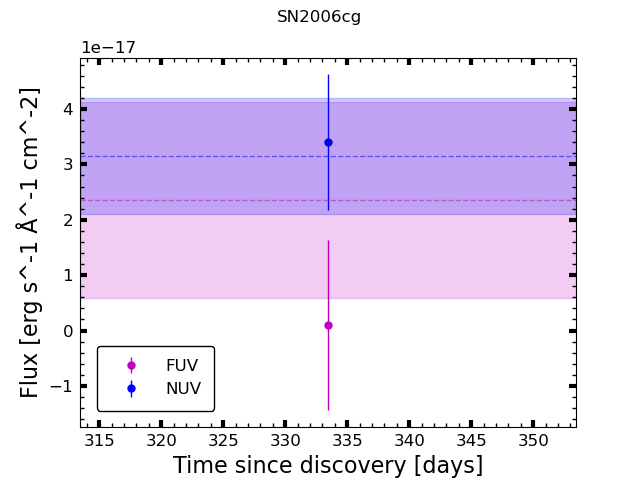 SN2006cg
1e−17
Flux [erg s^-1 Å^-1 cm^-2]
4
3
2
1
0
−1
FUV
NUV
315 320 325 330 335 340 345 350
Time since discovery [days]